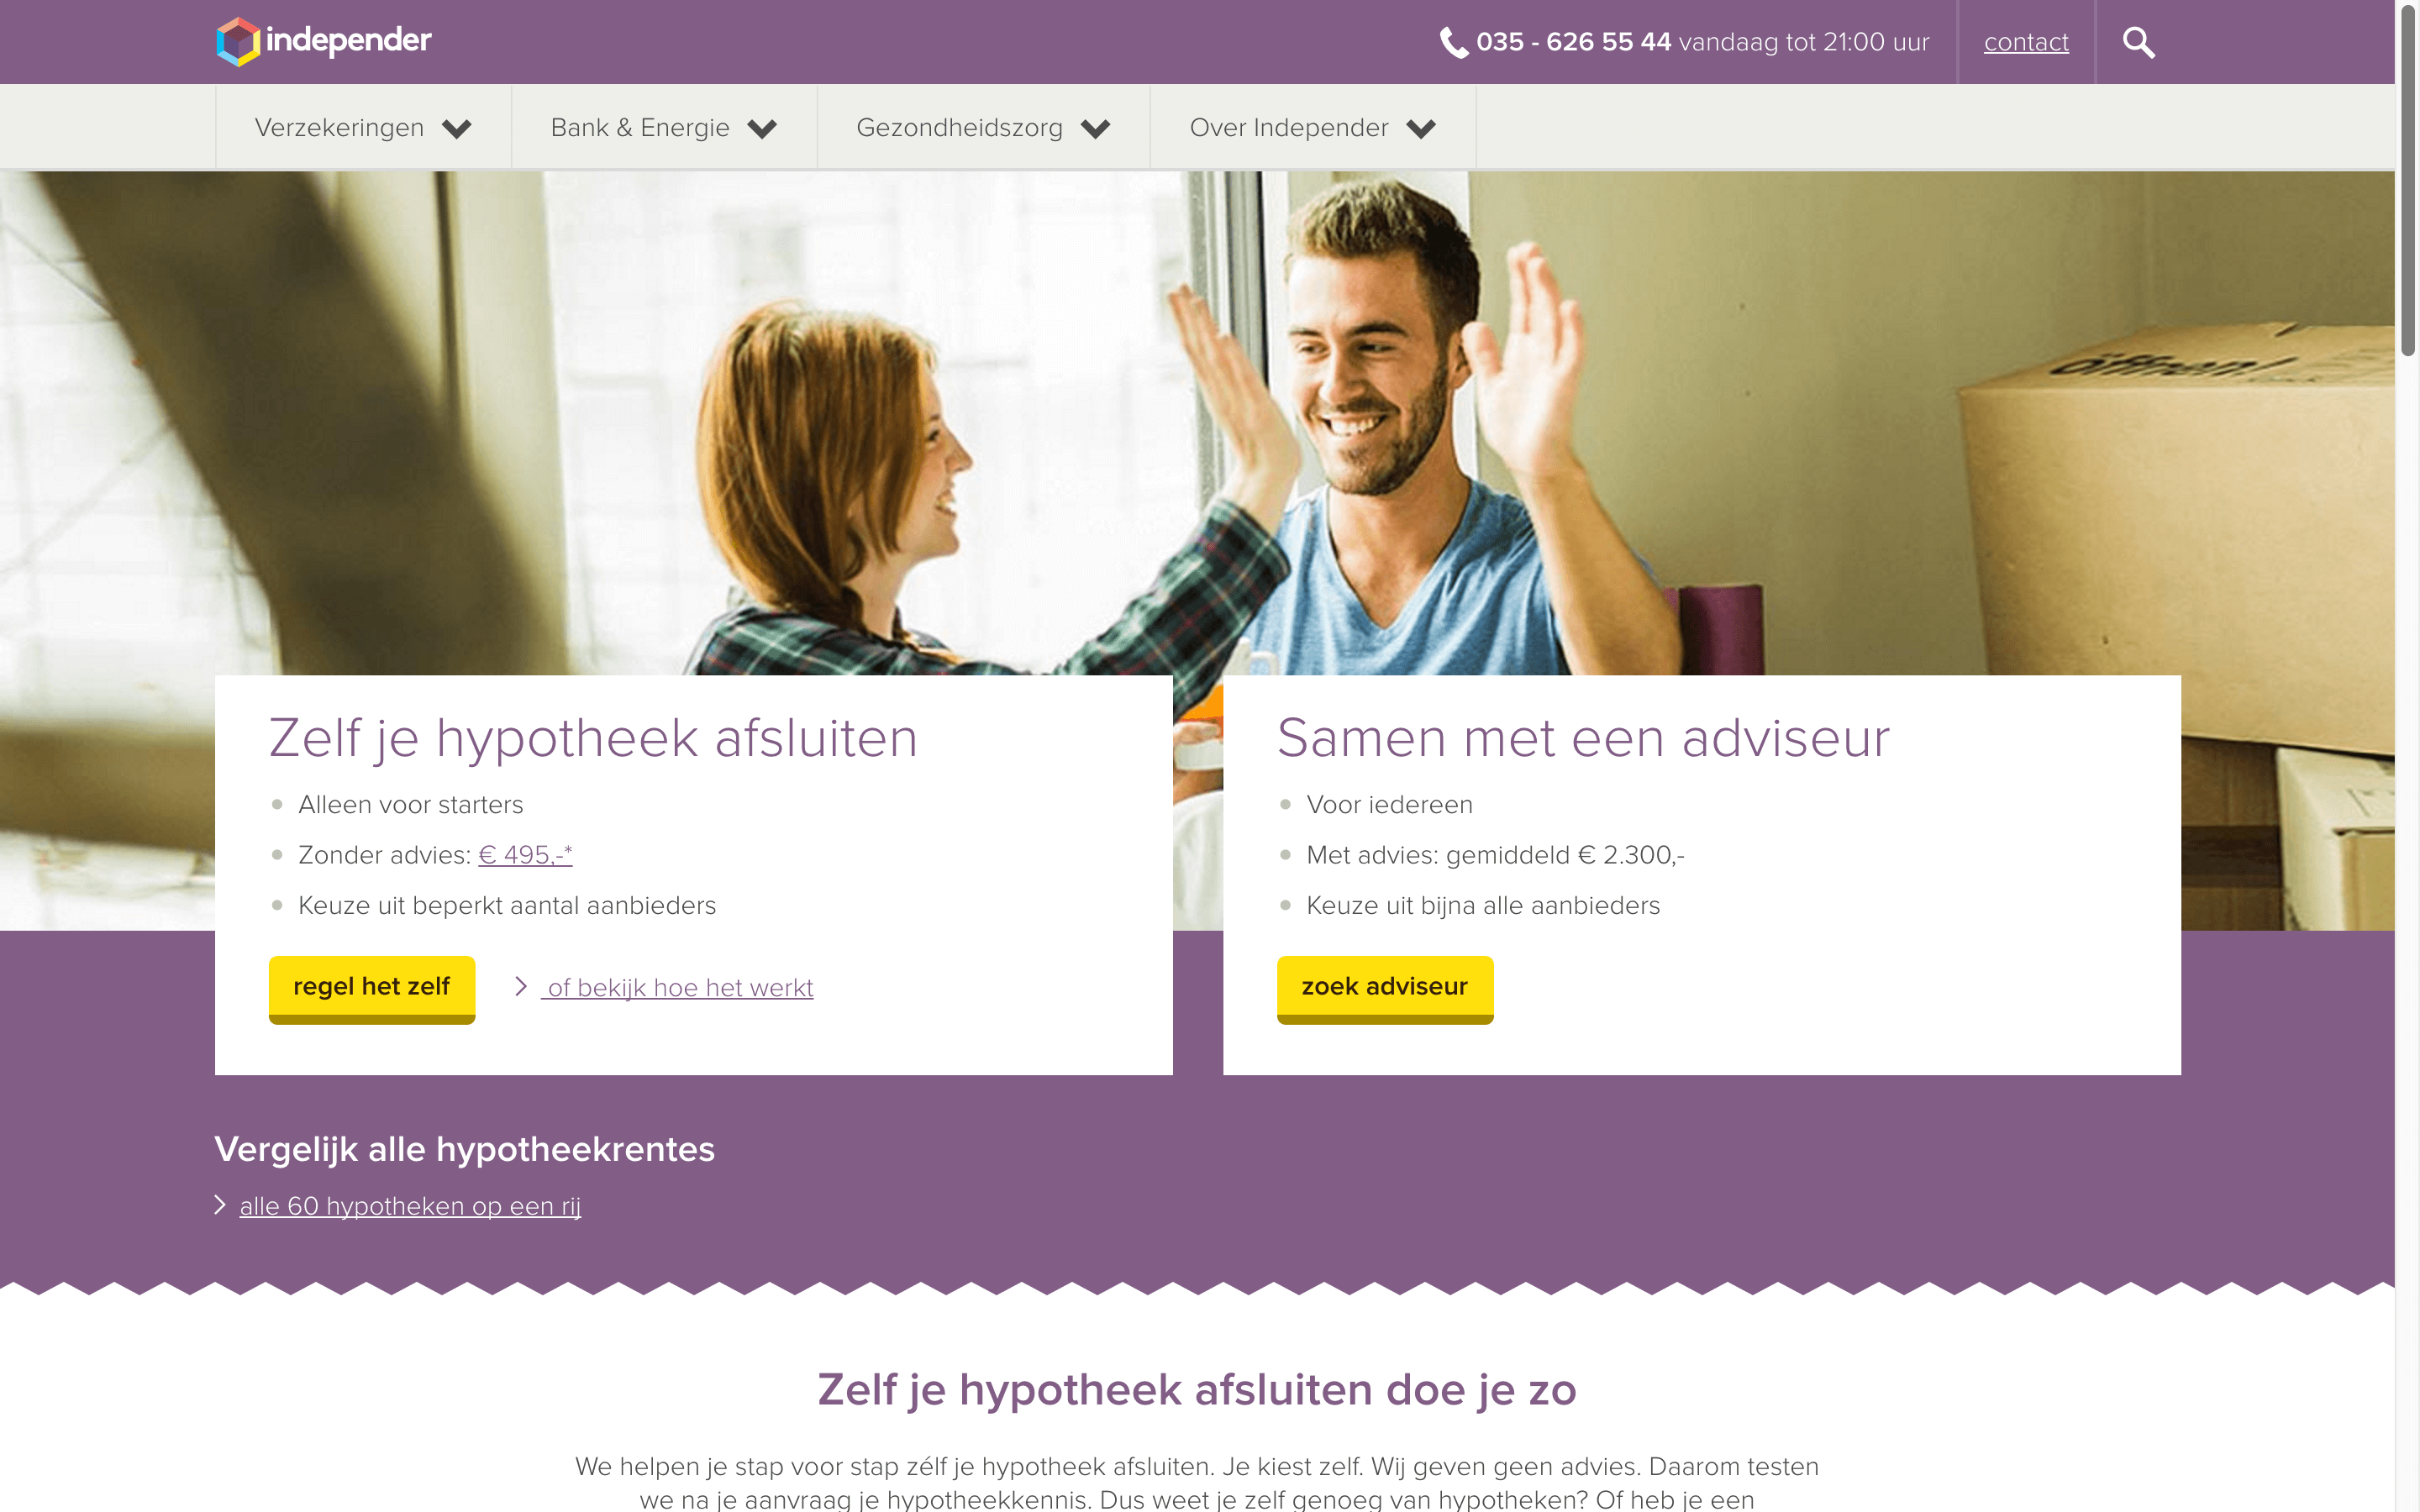 independer
035 - 626 55 44 vandaag tot 21:00 uur
contact
Verzekeringen
Bank & Energie
Gezondheidszorg
Over Independer
öffnen!
Zelf je hypotheek afsluiten
Alleen voor starters
Zonder advies: € 495,-*
Keuze uit beperkt aantal aanbieders
regel het zelf
of bekijk hoe het werkt
Samen met een adviseur
Voor iedereen
Met advies: gemiddeld € 2.300,-
Keuze uit bijna alle aanbieders
zoek adviseur
Vergelijk alle hypotheekrentes
alle 60 hypotheken op een rij
Zelf je hypotheek afsluiten doe je zo
We helpen je stap voor stap zélf je hypotheek afsluiten. Je kiest zelf. Wij geven geen advies. Daarom testen
we na je aanvraag je hypotheekkennis. Dus weet je zelf genoeg van hypotheken? Of heb je een